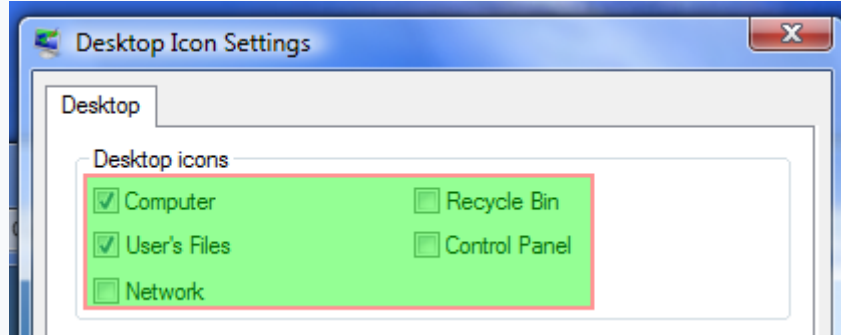 Desktop Icon Settings
Desktop
Desktop icons
Computer
Recycle Bin
User's Files
Control Panel
Network